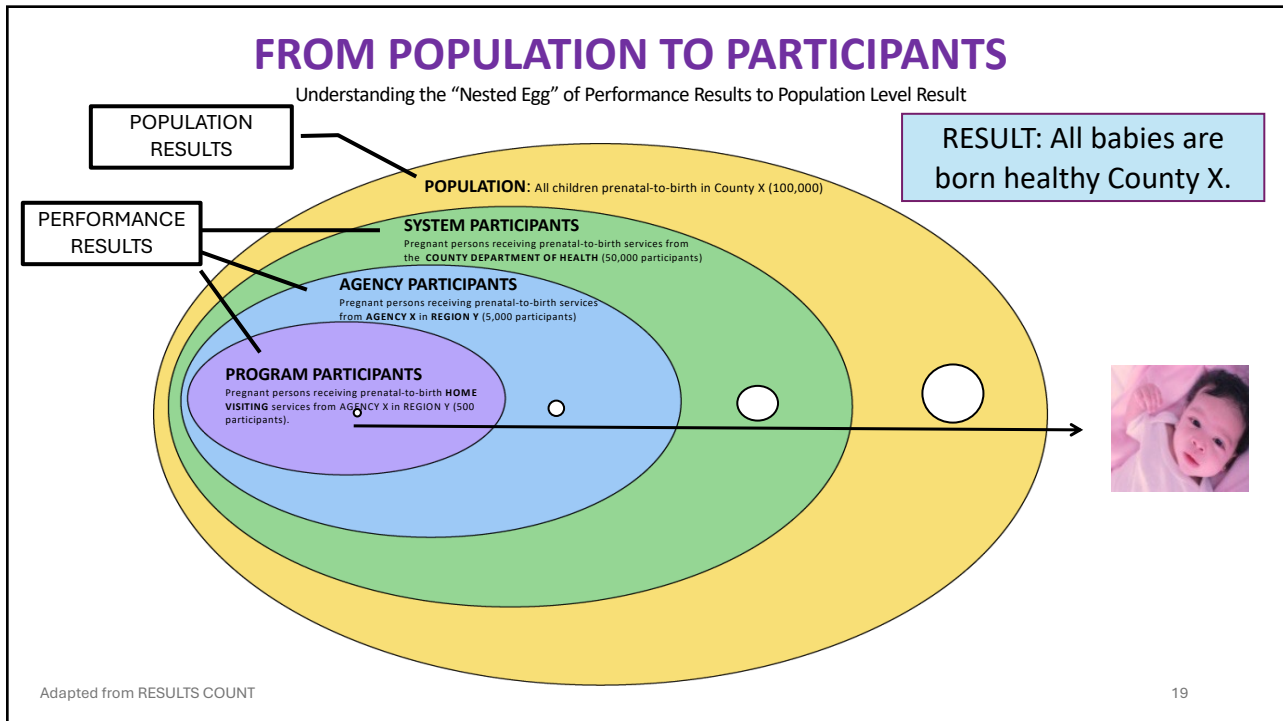 FROM POPULATION TO PARTICIPANTS
Understanding the “Nested Egg” of Performance Results to Population Level Result
POPULATION
RESULTS
RESULT: All babies are
born healthy County X.
POPULATION: All children prenatal-to-birth in County X (100,000)
PERFORMANCE
RESULTS
SYSTEM PARTICIPANTS
Pregnant persons receiving prenatal-to-birth services from
the COUNTY DEPARTMENT OF HEALTH (50,000 participants)
AGENCY PARTICIPANTS
Pregnant persons receiving prenatal-to-birth services
from AGENCY X in REGION Y (5,000 participants)
PROGRAM PARTICIPANTS
Pregnant persons receiving prenatal-to-birth HOME
VISITING services from AGENCY X in REGION Y (500
participants).
Adapted from RESULTS COUNT
19